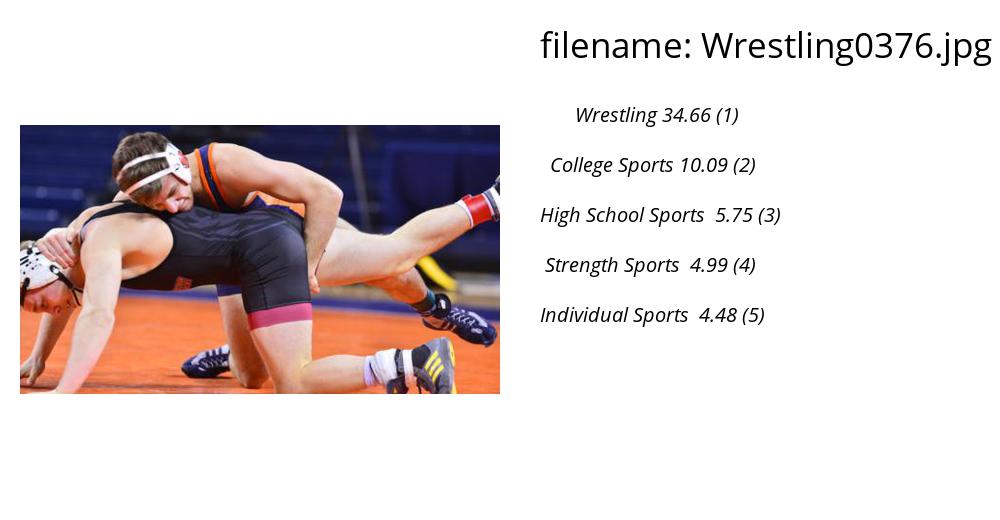 filename: Wrestling0376.jpg
Wrestling 34.66 (1)
College Sports 10.09 (2)
High School Sports 5.75 (3)
Strength Sports 4.99 (4)
Individual Sports 4.48 (5)